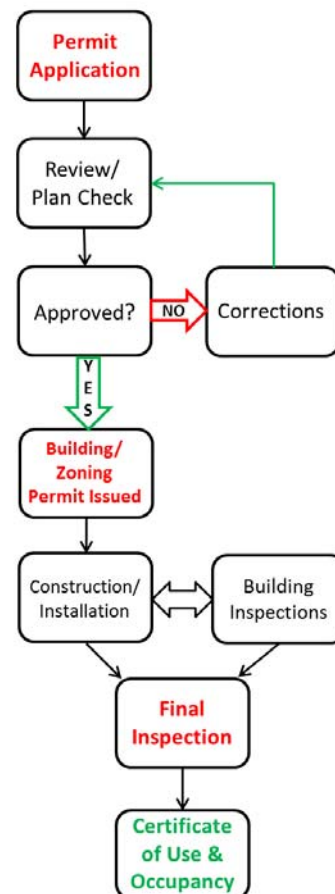 Permit
Application
Review/
Plan Check
Approved?
NO
Corrections
YES
Building/
Zoning
Permit Issued
Construction/
Installation
Building
Inspections
Final
Inspection
Certificate
of Use &
Occupancy